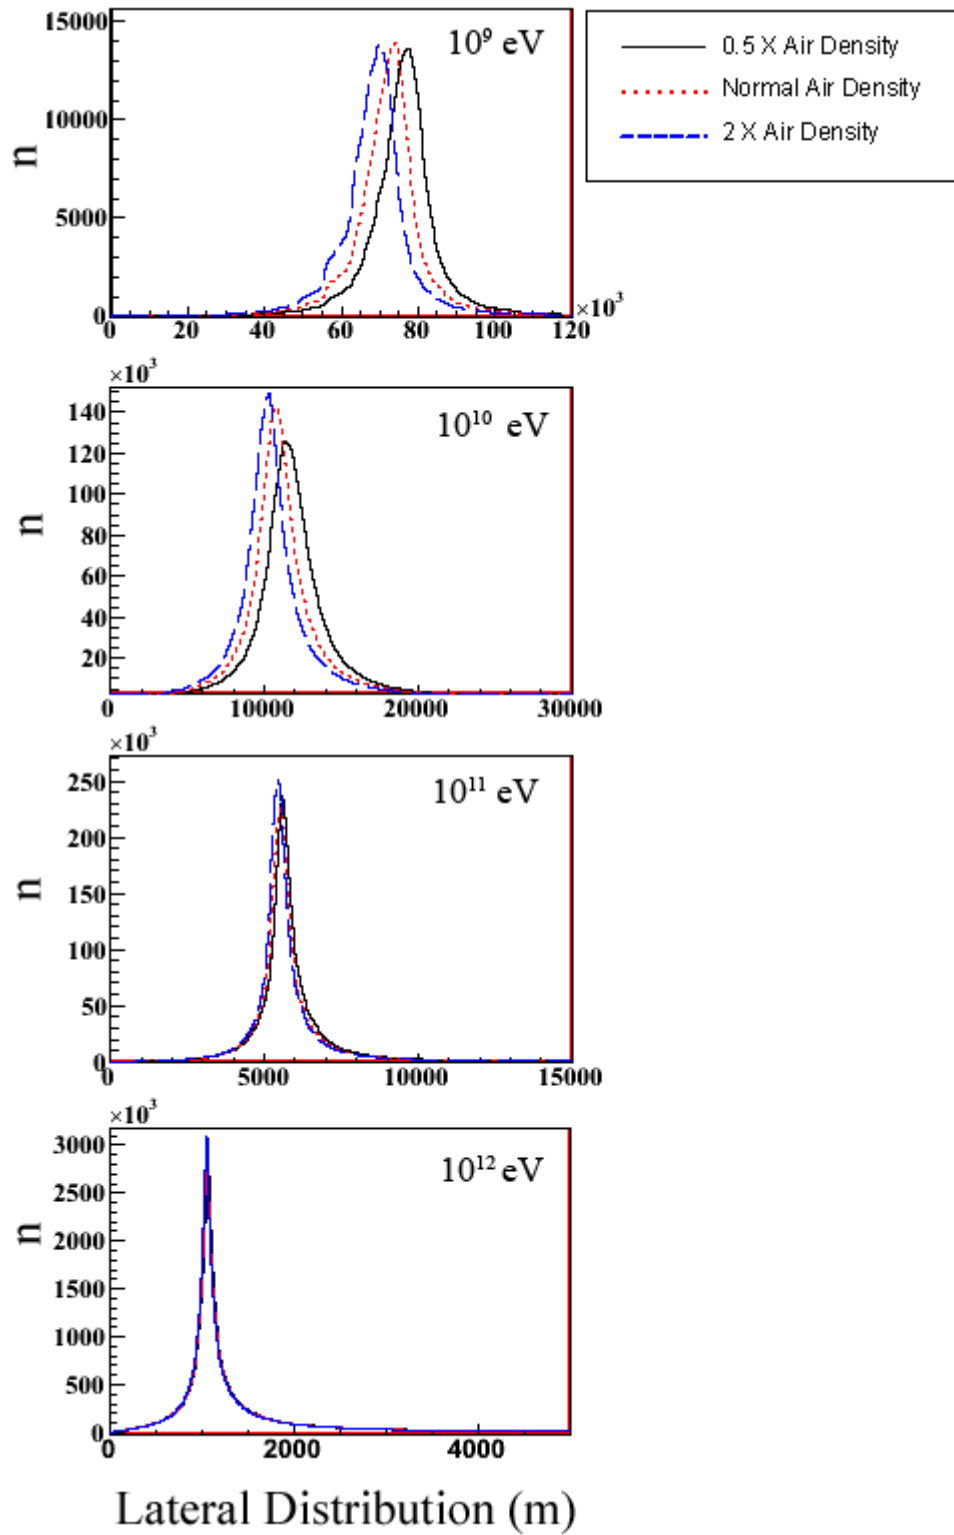 15000
10000
5000
0
n
10⁹ eV
0 20 40 60 80 100 120 ×10³
0.5 X Air Density
Normal Air Density
2 X Air Density
×10³
140
120
100
80
60
40
20
n
10¹⁰ eV
0 10000 20000 30000
×10³
250
200
150
100
50
0
n
10¹¹ eV
0 5000 10000 15000
×10³
3000
2500
2000
1500
1000
500
0
n
10¹² eV
0 2000 4000
Lateral Distribution (m)